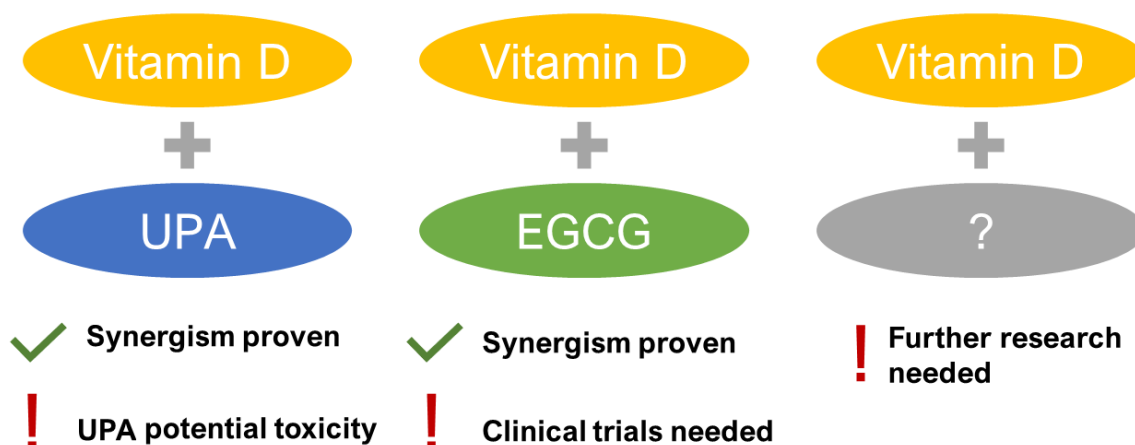 Vitamin D
+
UPA
Synergism proven
! UPA potential toxicity
Vitamin D
+
EGCG
Synergism proven
! Clinical trials needed
Vitamin D
+
?
! Further research
needed